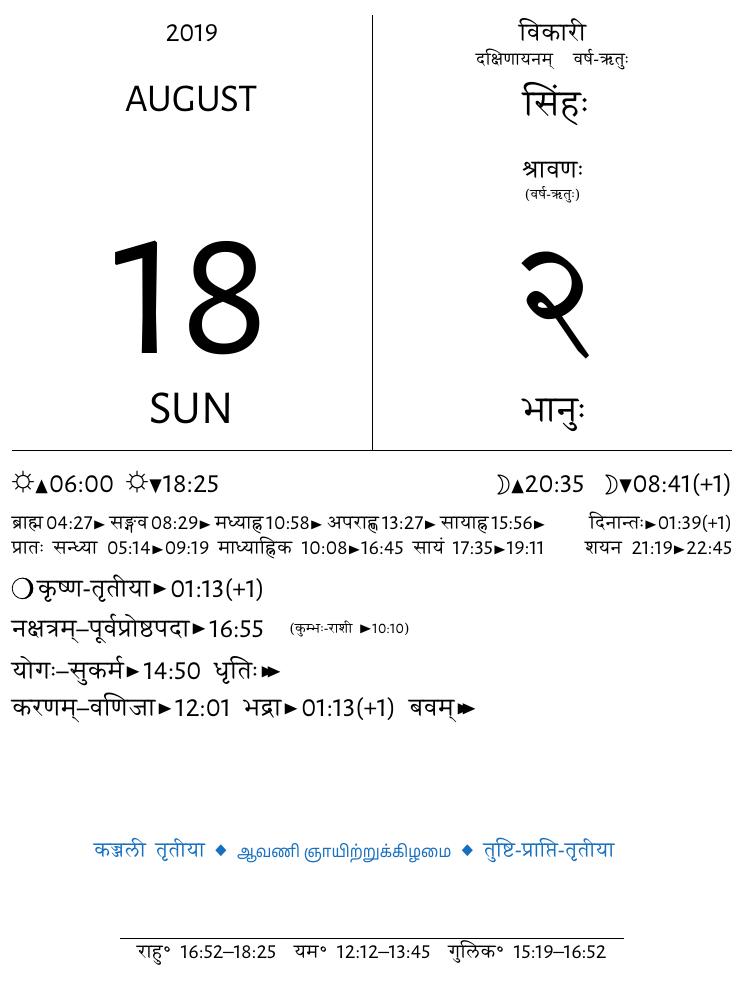 2019
AUGUST
18
SUN
विकारी
दक्षिणायनम् वर्ष-ऋतुः
सिंहः
श्रावणः
(वर्ष-ऋतुः)
२
भानुः
☼▲06:00 ☼▼18:25 ☽▲20:35 ☽▼08:41(+1)
ब्राह्म 04:27► सङ्गव 08:29► मध्याह्न 10:58► अपराह्ण 13:27► सायाह्न 15:56► दिनान्तः►01:39(+1)
प्रातः सन्ध्या 05:14►09:19 माध्याह्निक 10:08►16:45 सायं 17:35►19:11 शयन 21:19►22:45
❍कृष्ण-तृतीया►01:13(+1)
नक्षत्रम्–पूर्वप्रोष्ठपदा►16:55 (कुम्भः-राशी ►10:10)
योगः–सुकर्म►14:50 धृतिः►►
करणम्–वणिजा►12:01 भद्रा►01:13(+1) बवम्►►
कज्जली तृतीया ◆ ஆவணி ஞாயிற்றுக்கிழமை ◆ तुष्टि-प्राप्ति-तृतीया
राहु॰ 16:52–18:25 यम॰ 12:12–13:45 गुलिक॰ 15:19–16:52